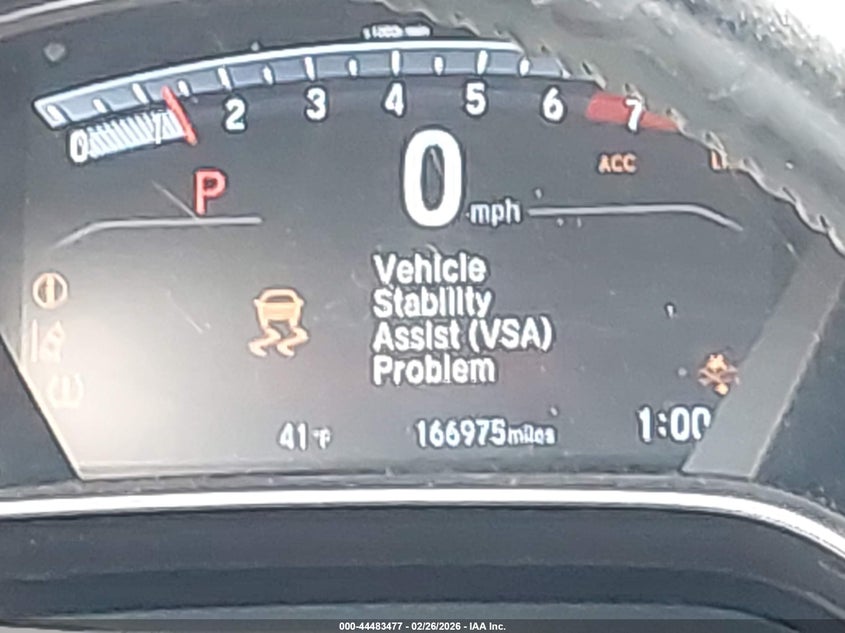 0 2 3 4 5 6 7
ACC
P
0 mph
Vehicle
Stability
Assist (VSA)
Problem
41°F 166975 miles 1:00
000-44483477 - 02/26/2026 - IAA Inc.